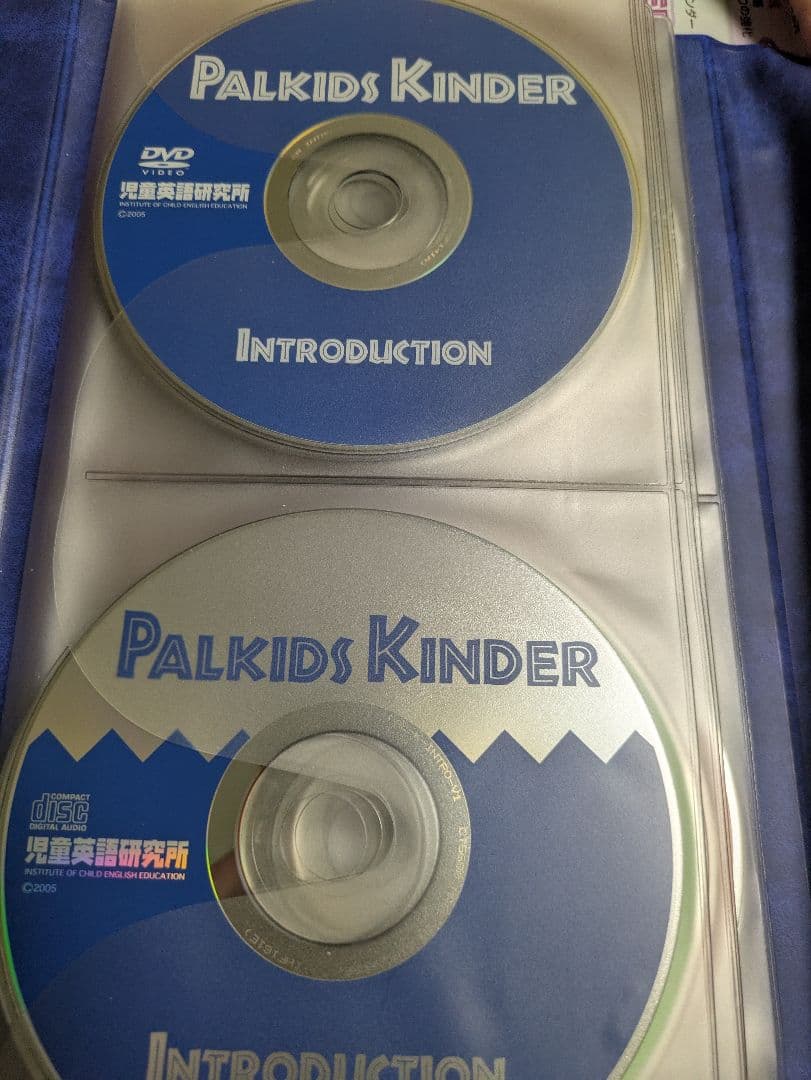 PALKIDS KINDER
DVD
VIDEO
児童英語研究所
INSTITUTE OF CHILD ENGLISH EDUCATION
©2005
INTRODUCTION
PALKIDS KINDER
INTRO-V1
COMPACT
disc
DIGITAL AUDIO
児童英語研究所
INSTITUTE OF CHILD ENGLISH EDUCATION
©2005
INTRODUCTION